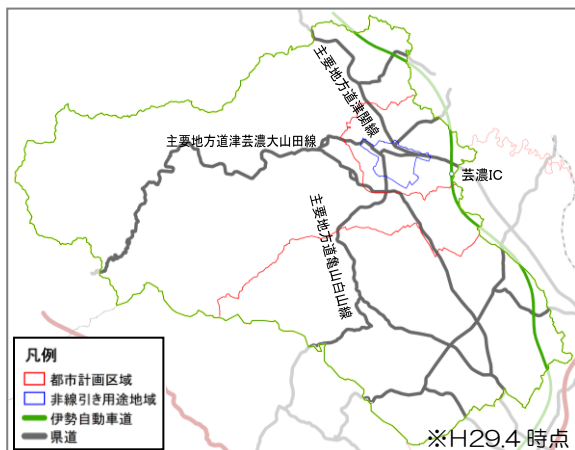 主要地方道津関線
主要地方道津芸濃大山田線
芸濃IC
主要地方道亀山白山線
凡例
都市計画区域
非線引き用途地域
伊勢自動車道
県道
※H29.4 時点